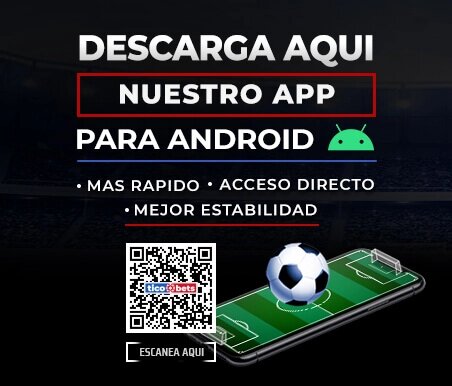 DESCARGA AQUI
NUESTRO APP
PARA ANDROID
• MAS RAPIDO • ACCESO DIRECTO
• MEJOR ESTABILIDAD
tico bets
ESCANEA AQUI